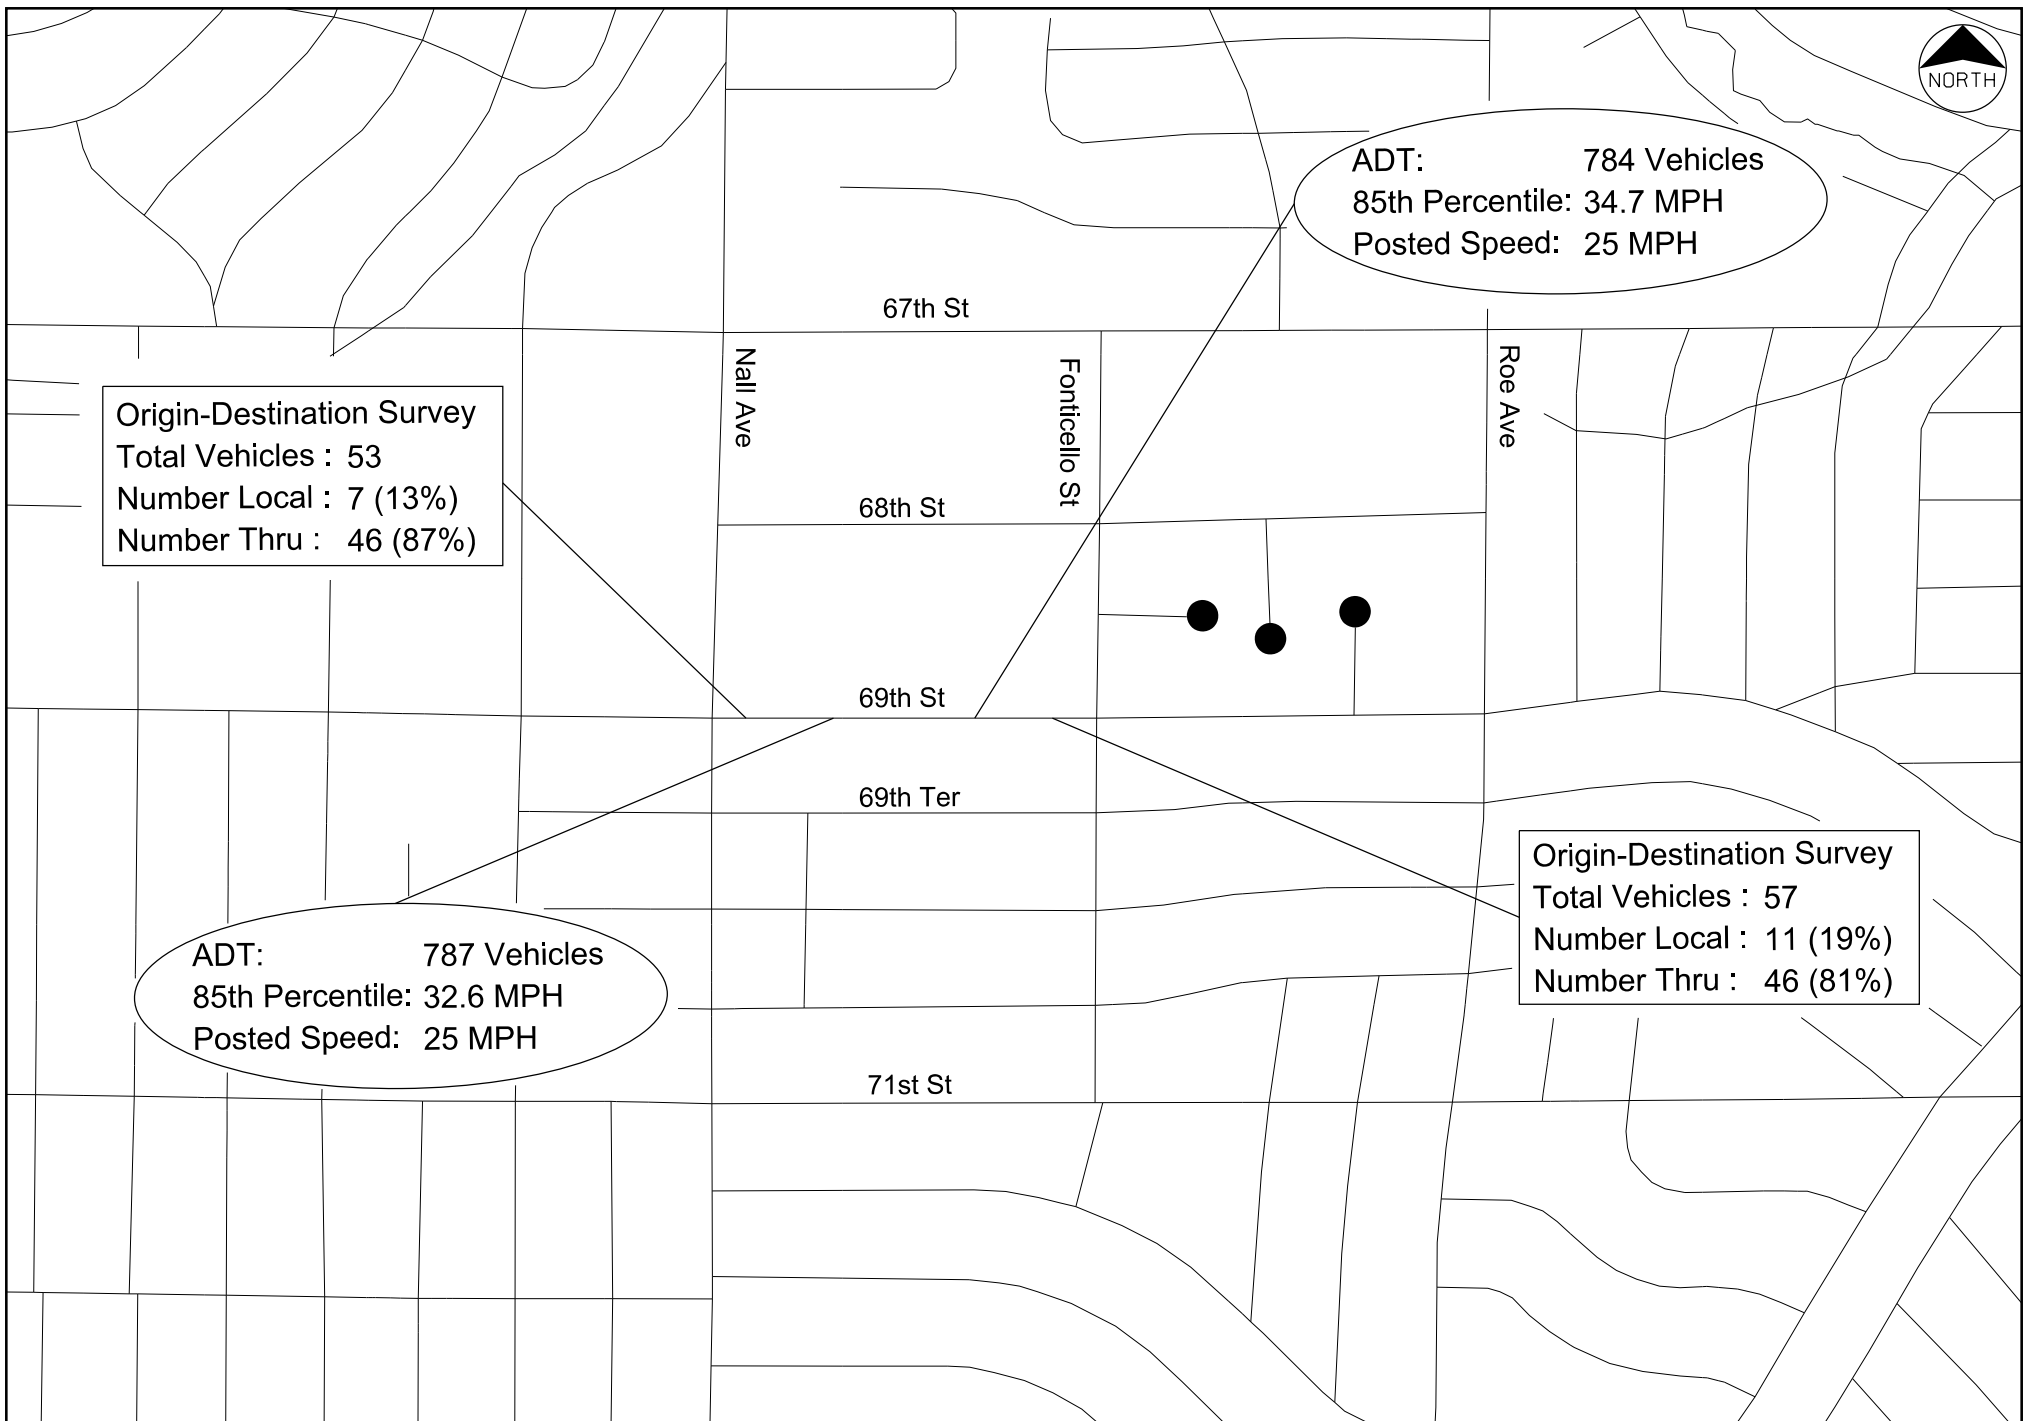 NORTH
ADT: 784 Vehicles
85th Percentile: 34.7 MPH
Posted Speed: 25 MPH
67th St
Nall Ave
Fonticello St
Roe Ave
Origin-Destination Survey
Total Vehicles : 53
Number Local : 7 (13%)
Number Thru : 46 (87%)
68th St
69th St
69th Ter
Origin-Destination Survey
Total Vehicles : 57
Number Local : 11 (19%)
Number Thru : 46 (81%)
ADT: 787 Vehicles
85th Percentile: 32.6 MPH
Posted Speed: 25 MPH
71st St